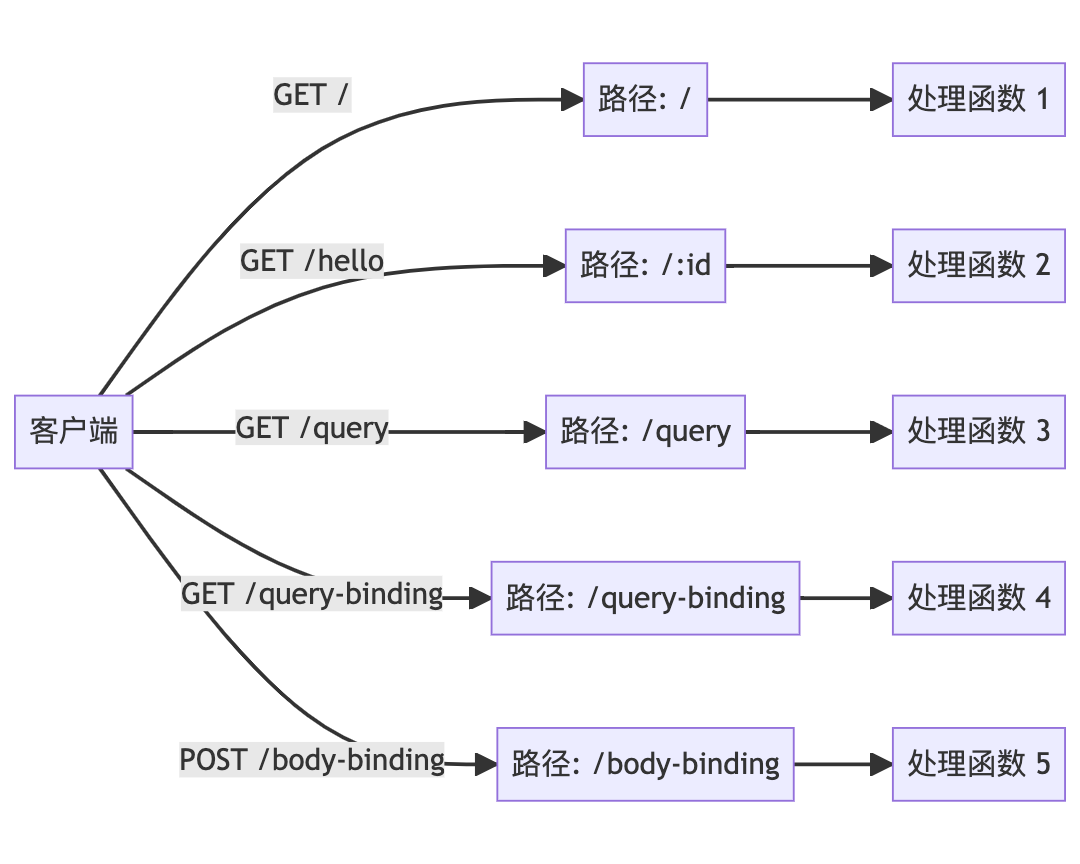 GET /
路径: /
处理函数 1
GET /hello
路径: /:id
处理函数 2
客户端
GET /query
路径: /query
处理函数 3
GET /query-binding
路径: /query-binding
处理函数 4
POST /body-binding
路径: /body-binding
处理函数 5